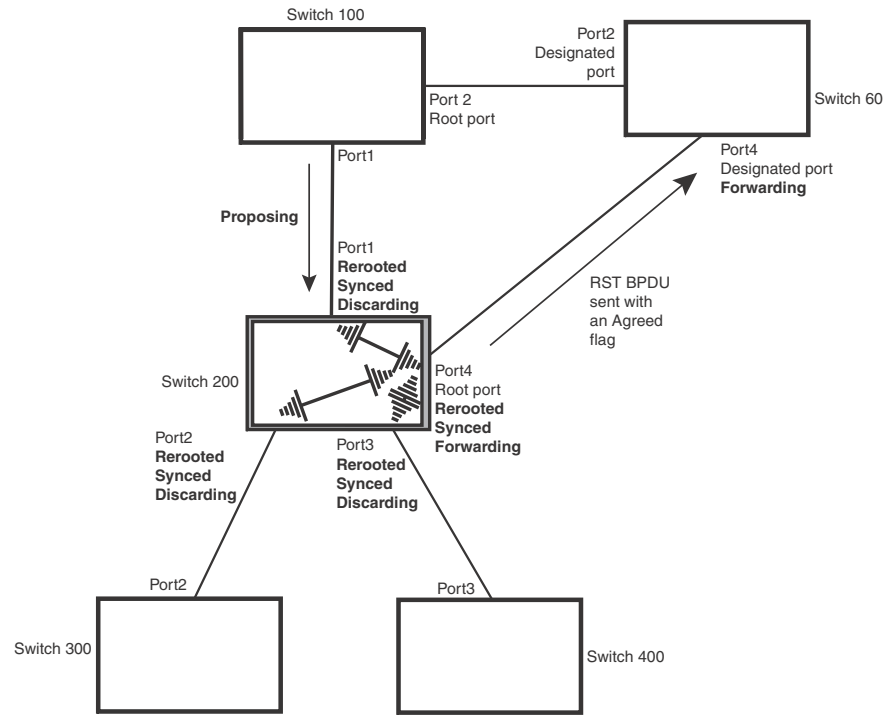 Switch 100
Port2
Designated
port
Switch 60
Port 2
Root port
Port1
Port4
Designated port
Forwarding
Proposing
Port1
Rerooted
Synced
Discarding
RST BPDU
sent with
an Agreed
flag
Switch 200
Port4
Root port
Rerooted
Synced
Forwarding
Port2
Rerooted
Synced
Discarding
Port3
Rerooted
Synced
Discarding
Port2
Port3
Switch 300
Switch 400